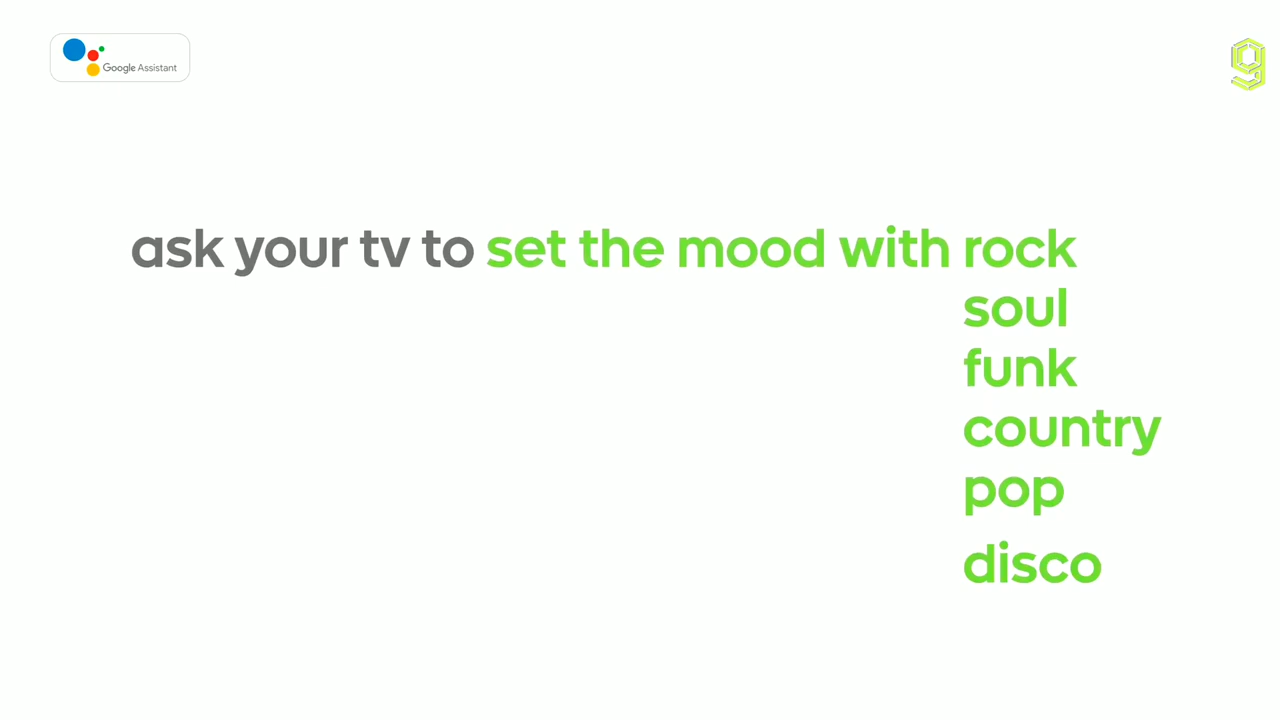 Google Assistant
ask your tv to set the mood with rock
soul
funk
country
pop
disco